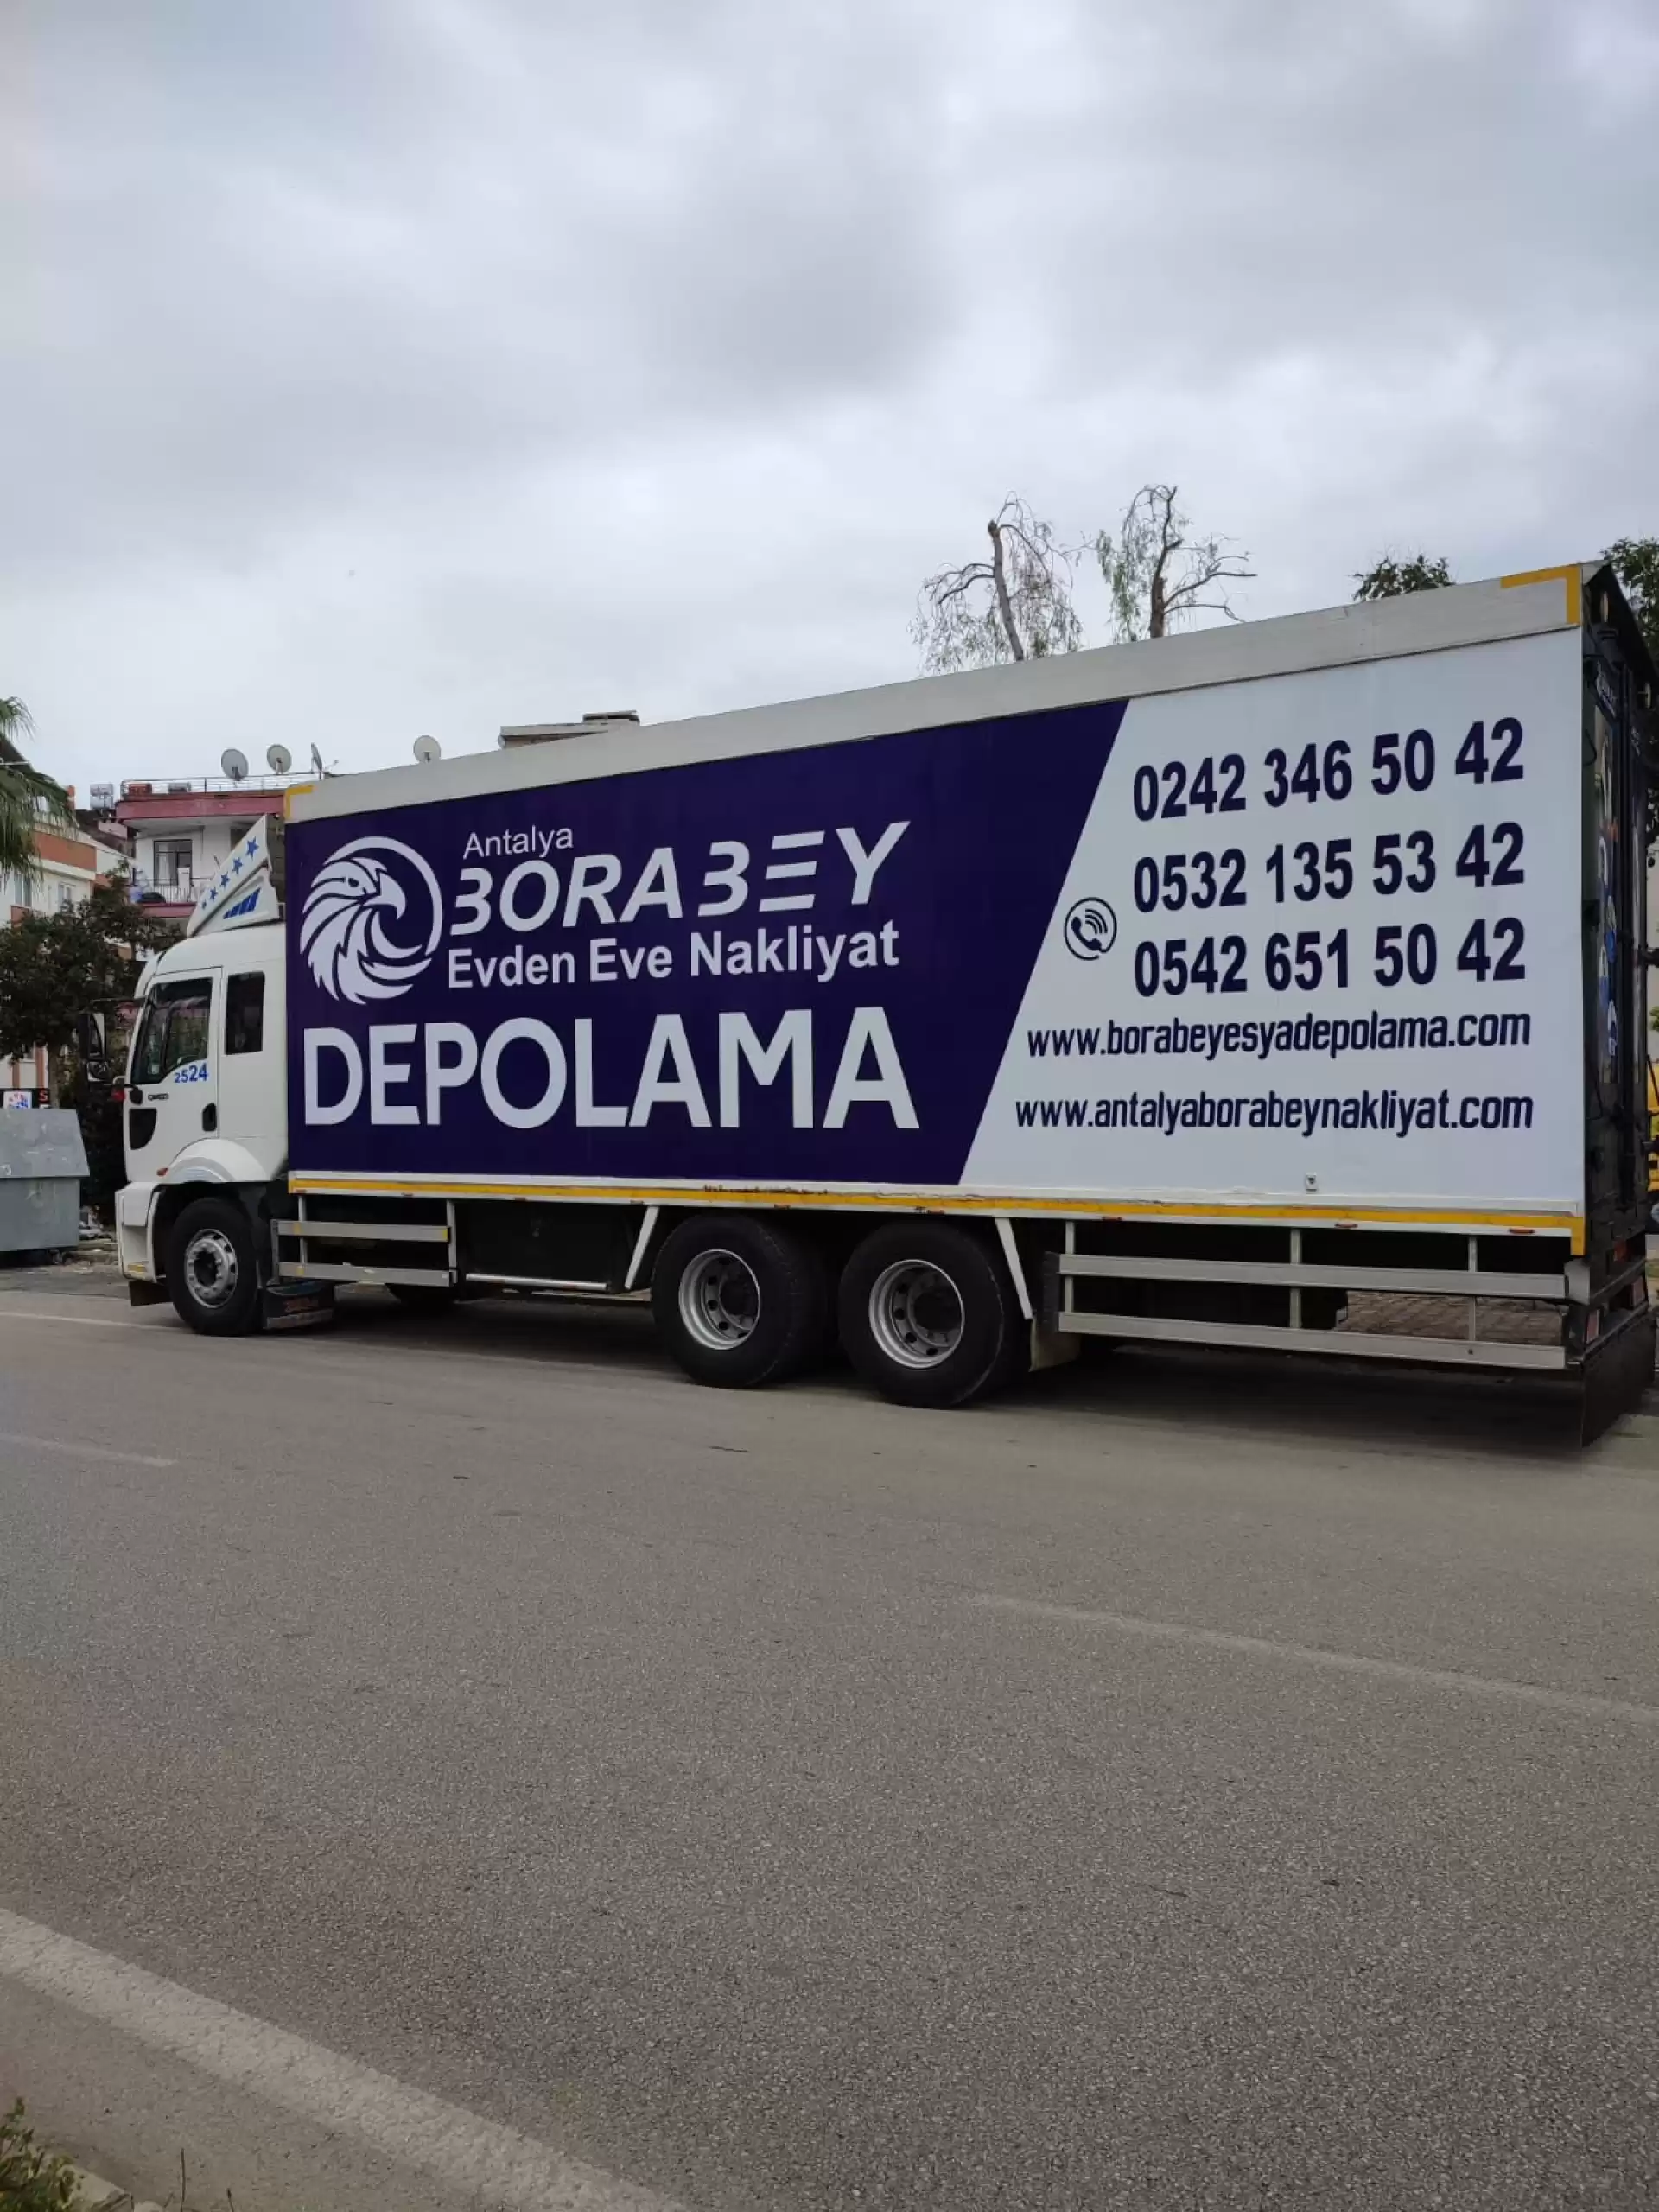 Antalya
BORABEY
Evden Eve Nakliyat
DEPOLAMA
0242 346 50 42
0532 135 53 42
0542 651 50 42
www.borabeyesyadepolama.com
www.antalyaborabeynakliyat.com
2524
CARGO